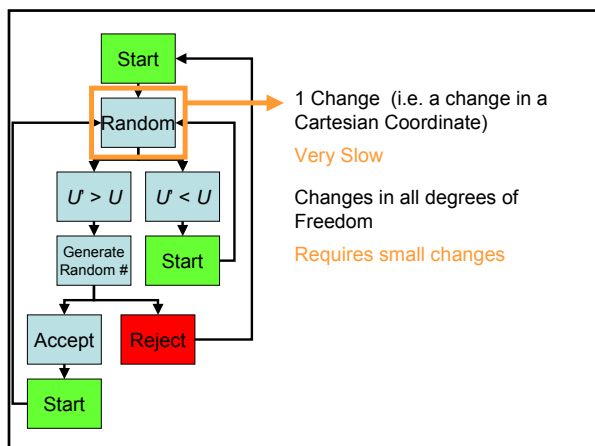 Start
Random
U' > U
U' < U
Generate
Random #
Start
Accept
Reject
Start
1 Change (i.e. a change in a
Cartesian Coordinate)
Very Slow
Changes in all degrees of
Freedom
Requires small changes